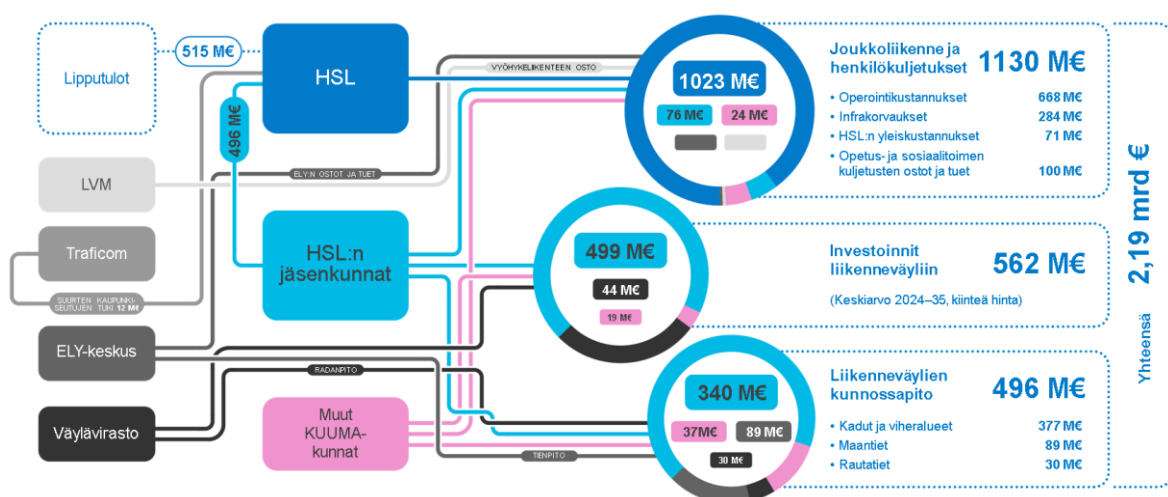 Lipputulot
515 M€
HSL
496 M€
LVM
Traficom
SUURTEN KAUPUNKI-
SEUTUJEN TUKI 12 M€
ELY-keskus
Väylävirasto
HSL:n
jäsenkunnat
Muut
KUUMA-
kunnat
VYÖHYKELIIKENTEEN OSTO
ELY:N OSTOT JA TUET
RADANPITO
TIENPITO
1023 M€
76 M€
24 M€
Joukkoliikenne ja
henkilökuljetukset
1130 M€
• Operointikustannukset 668 M€
• Infrakorvaukset 284 M€
• HSL:n yleiskustannukset 71 M€
• Opetus- ja sosiaalitoimen
kuljetusten ostot ja tuet 100 M€
499 M€
44 M€
19 M€
Investoinnit
liikenneväyliin
562 M€
(Keskiarvo 2024–35, kiinteä hinta)
340 M€
37M€
89 M€
30 M€
Liikenneväylien
kunnossapito
496 M€
• Kadut ja viheralueet 377 M€
• Maantiet 89 M€
• Rautatiet 30 M€
Yhteensä 2,19 mrd €